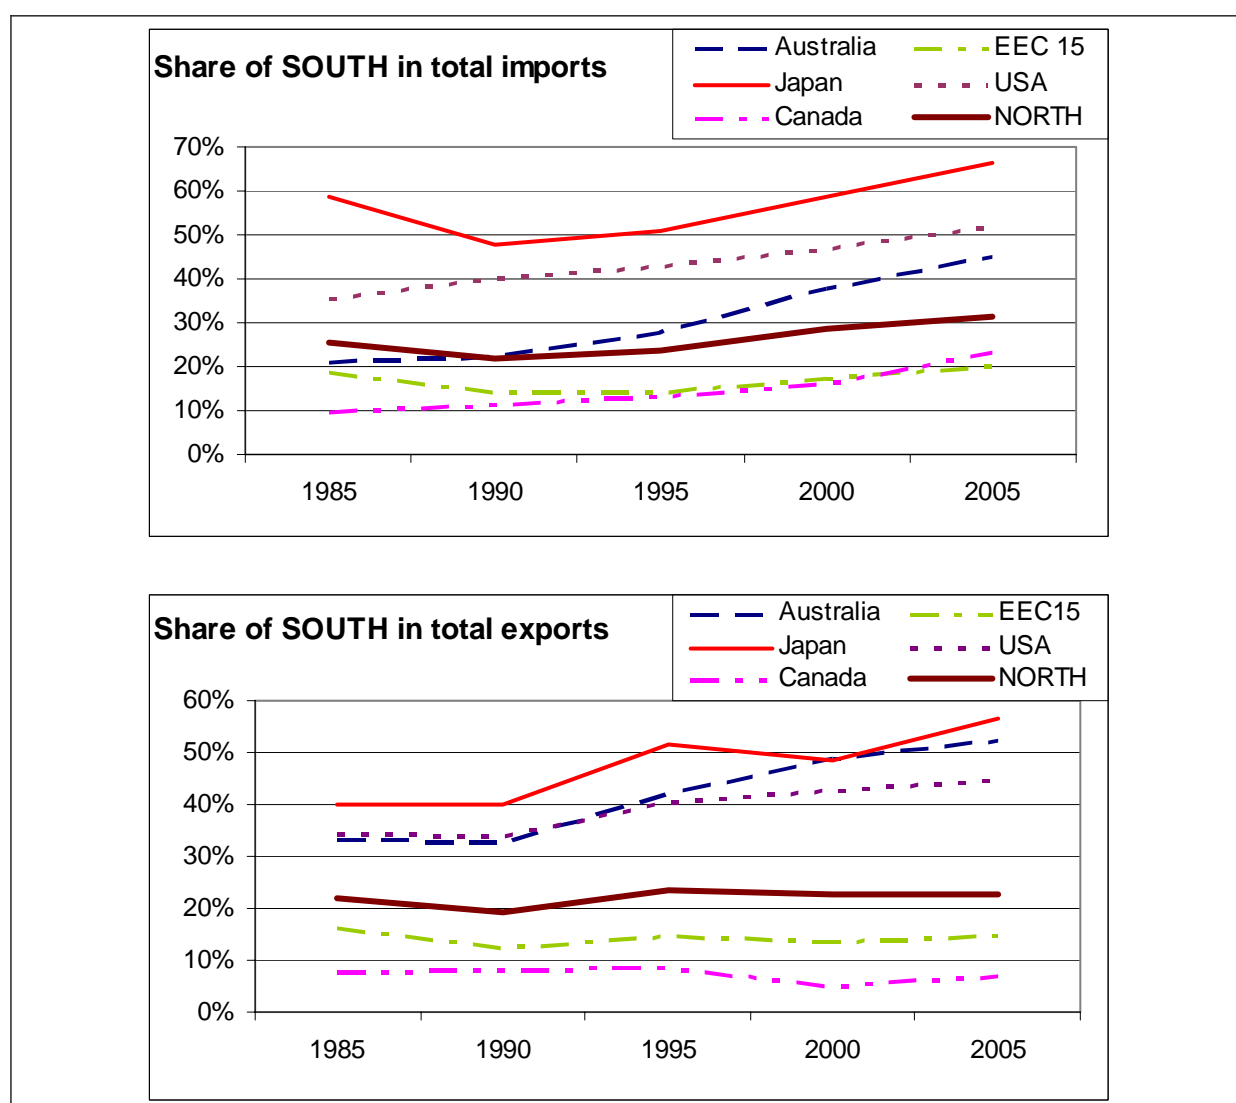 Share of SOUTH in total imports
Australia EEC 15
Japan USA
Canada NORTH
70%
60%
50%
40%
30%
20%
10%
0%
1985 1990 1995 2000 2005
Share of SOUTH in total exports
Australia EEC15
Japan USA
Canada NORTH
60%
50%
40%
30%
20%
10%
0%
1985 1990 1995 2000 2005